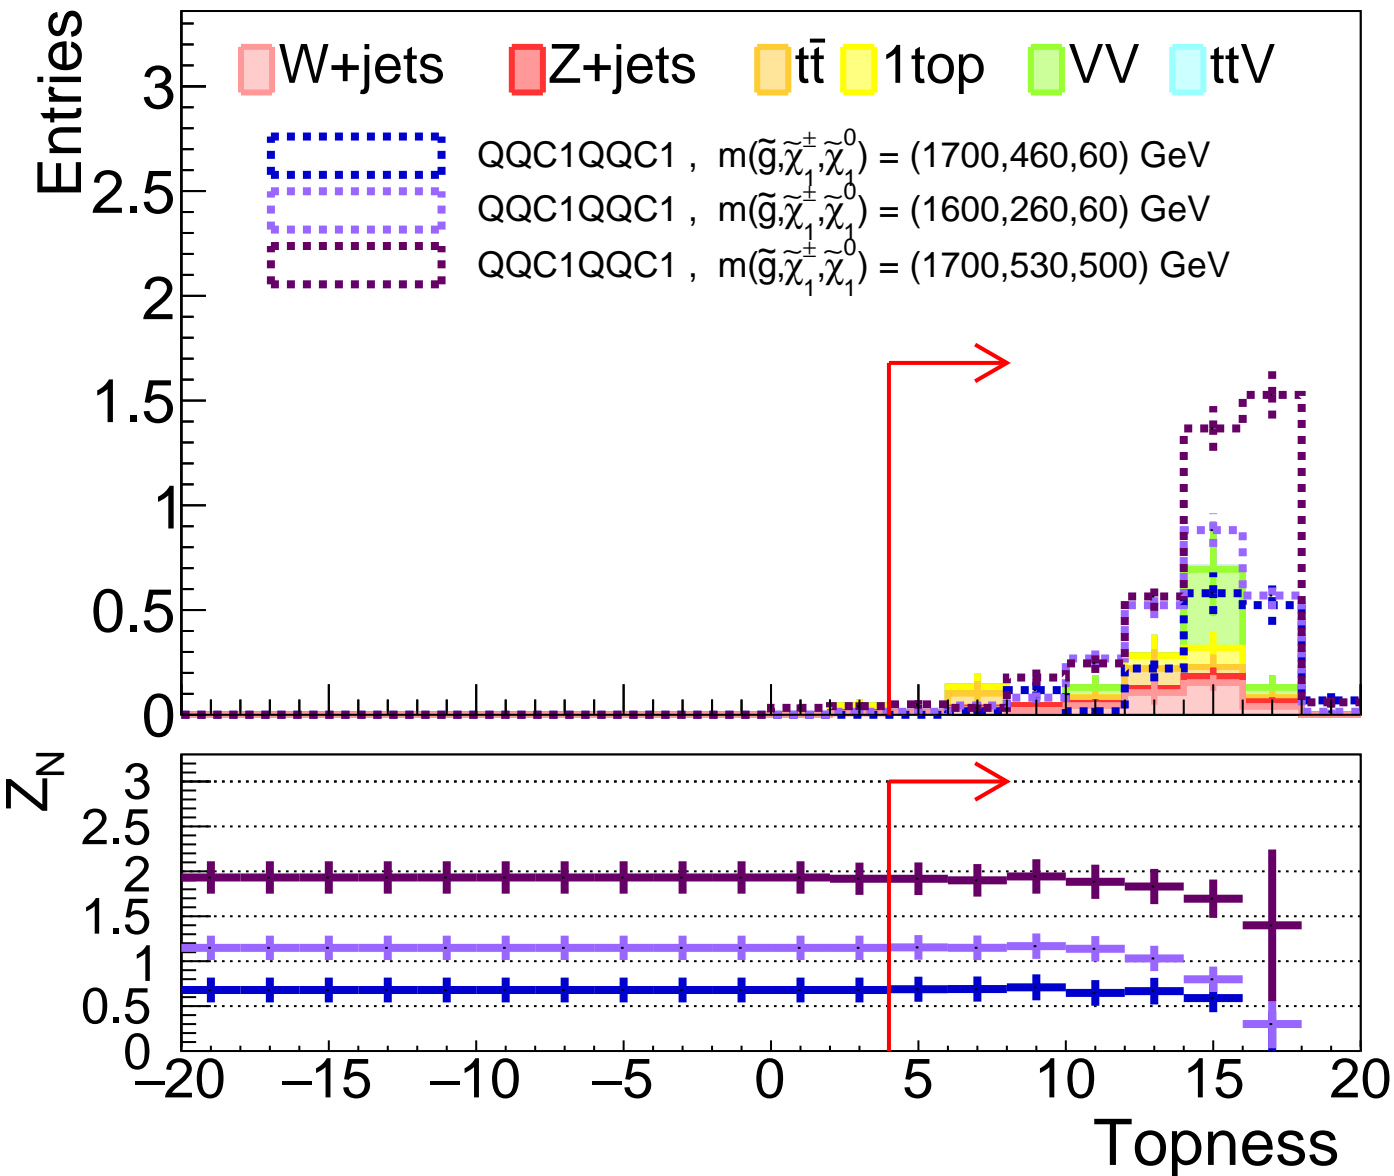 Entries
W+jets Z+jets tt̄ 1top VV ttV
QQC1QQC1 , m(g̃,χ̃₁±,χ̃₁⁰) = (1700,460,60) GeV
QQC1QQC1 , m(g̃,χ̃₁±,χ̃₁⁰) = (1600,260,60) GeV
QQC1QQC1 , m(g̃,χ̃₁±,χ̃₁⁰) = (1700,530,500) GeV
3
2.5
2
1.5
1
0.5
0
Z_N
3
2.5
2
1.5
1
0.5
0
−20 −15 −10 −5 0 5 10 15 20
Topness